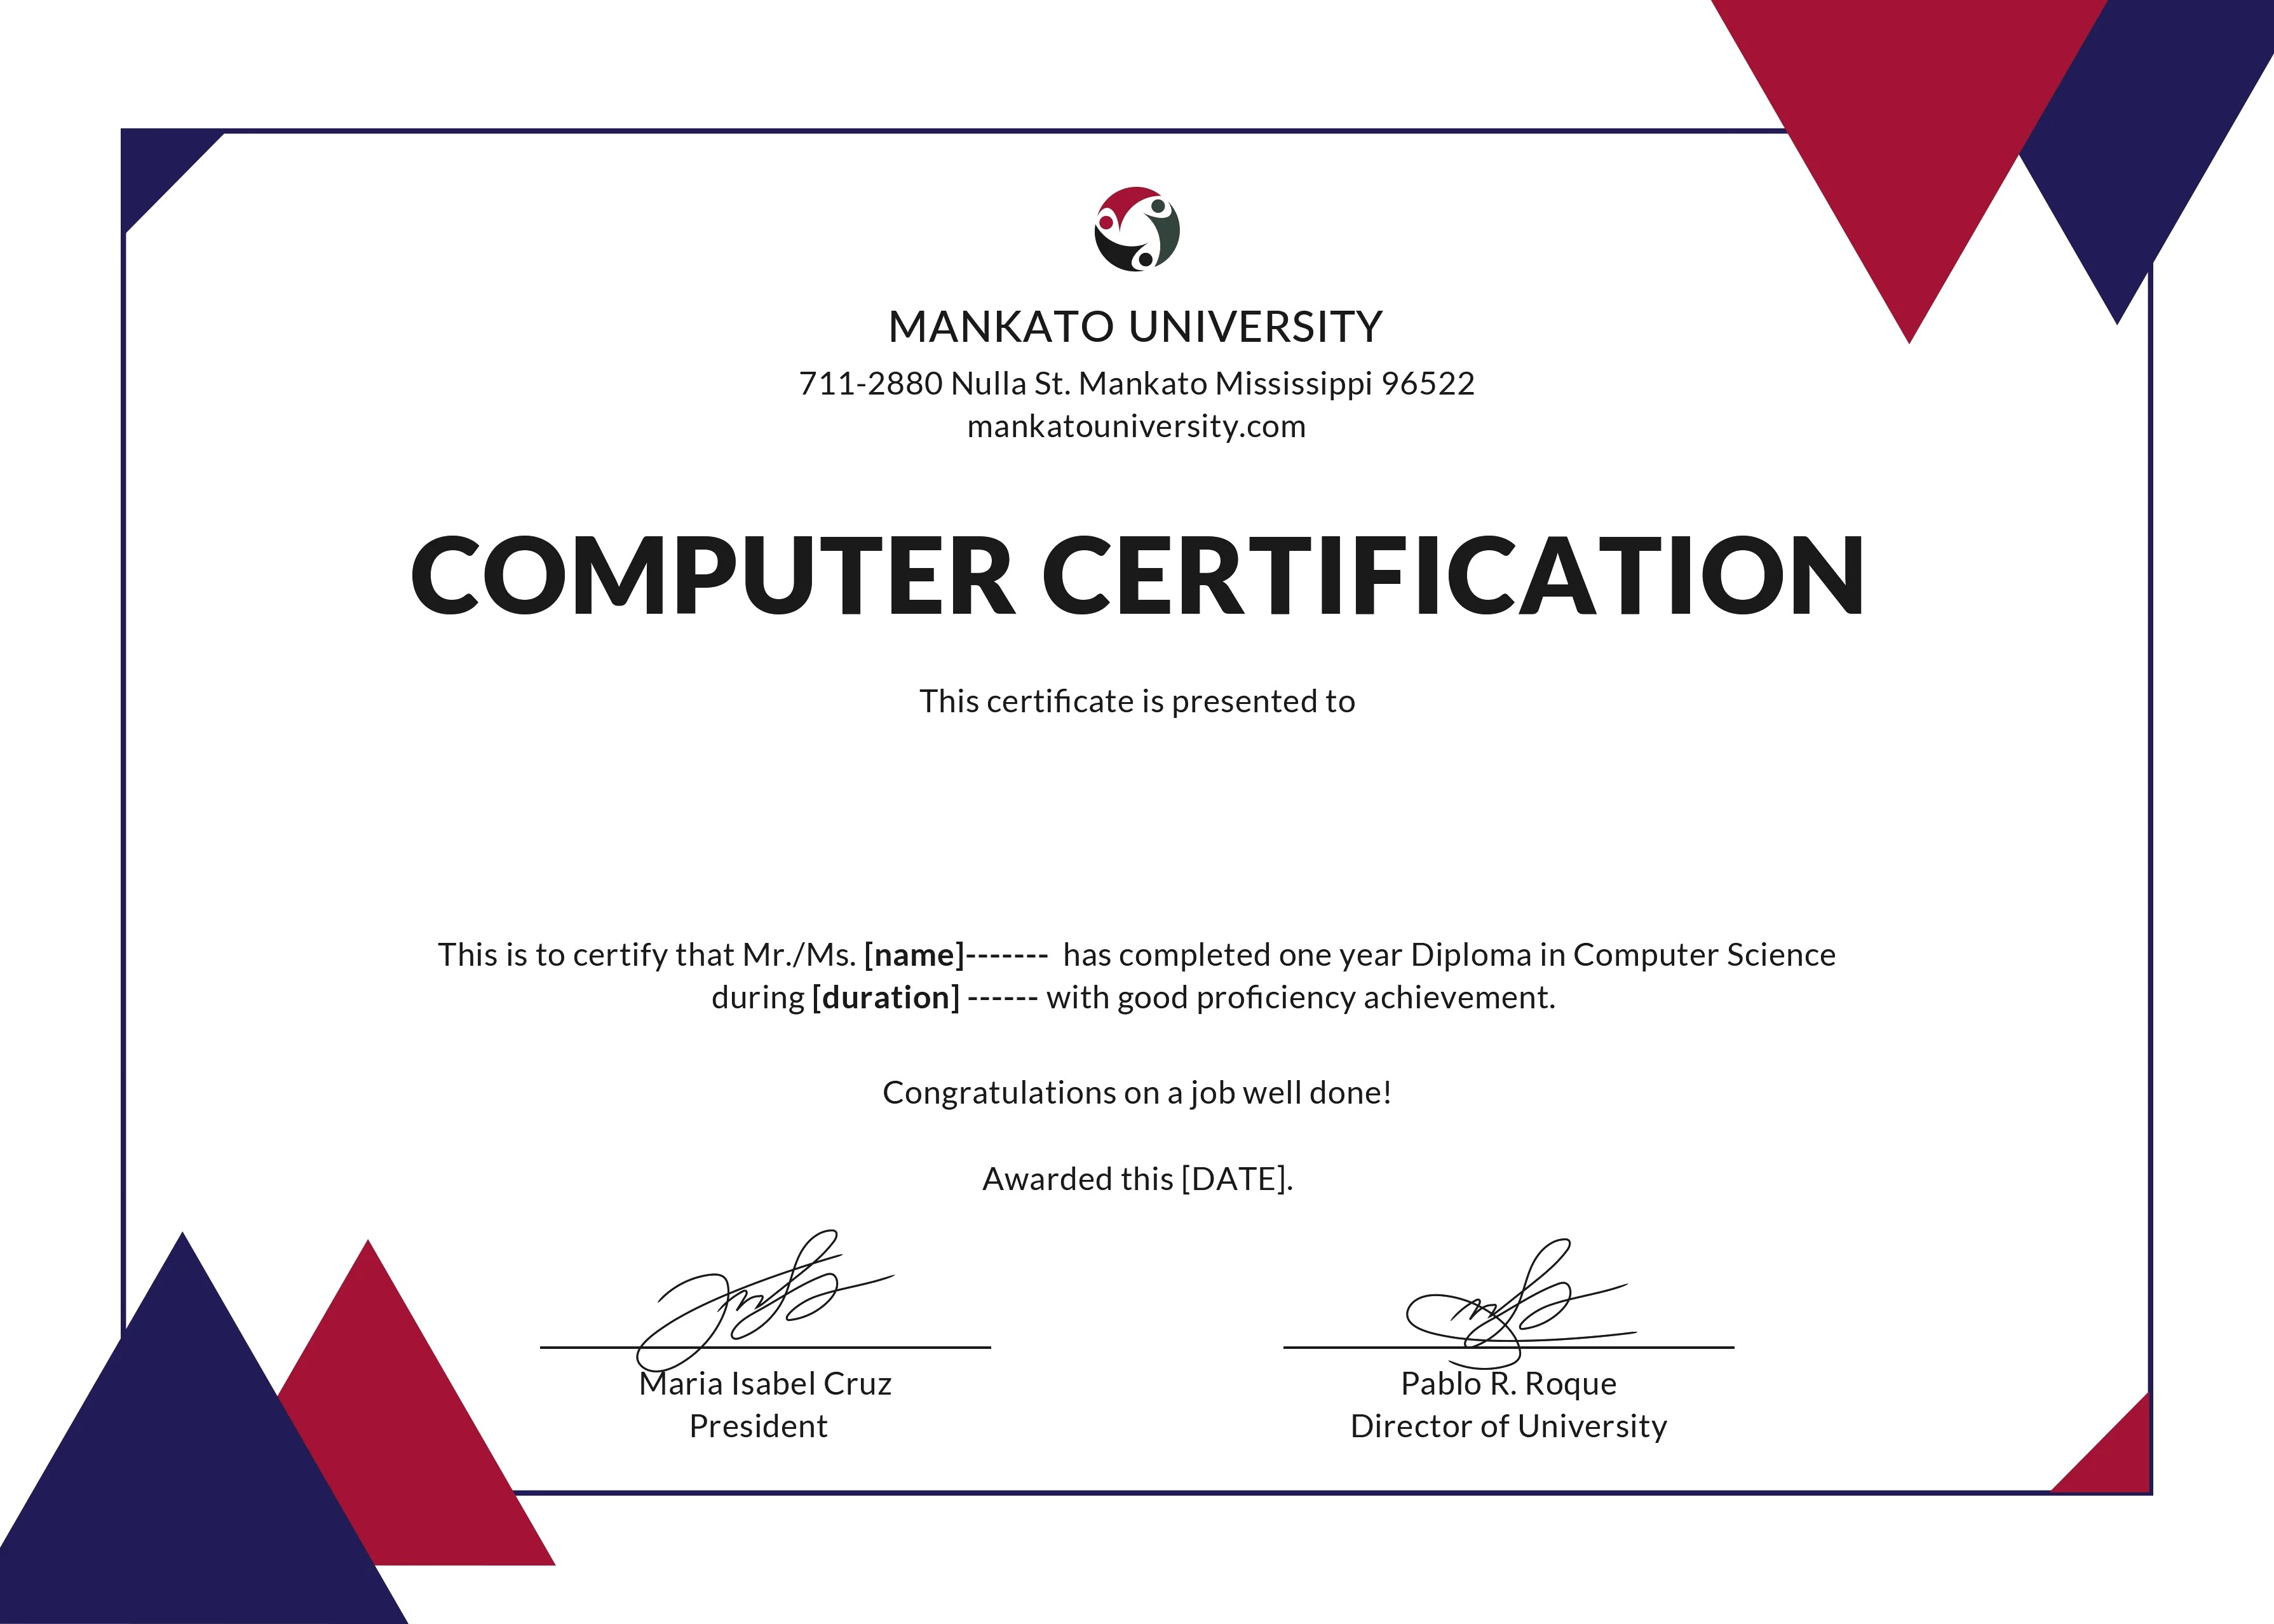 MANKATO UNIVERSITY
711-2880 Nulla St. Mankato Mississippi 96522
mankatouniversity.com
COMPUTER CERTIFICATION
This certificate is presented to
This is to certify that Mr./Ms. [name]------- has completed one year Diploma in Computer Science
during [duration] ------ with good proficiency achievement.
Congratulations on a job well done!
Awarded this [DATE].
Maria Isabel Cruz
President
Pablo R. Roque
Director of University